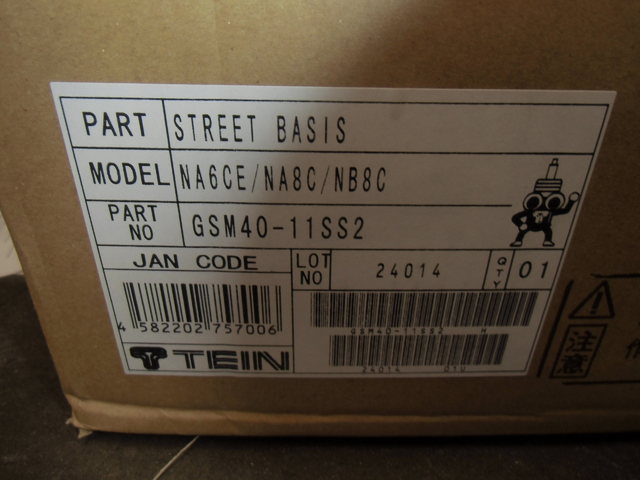 PART STREET BASIS
MODEL NA6CE/NA8C/NB8C
PART NO GSM40-11SS2
JAN CODE LOT NO 24014 QTY 01
4 582202 757006
GSM40-11SS2 N
TEIN
24014 01U
注意